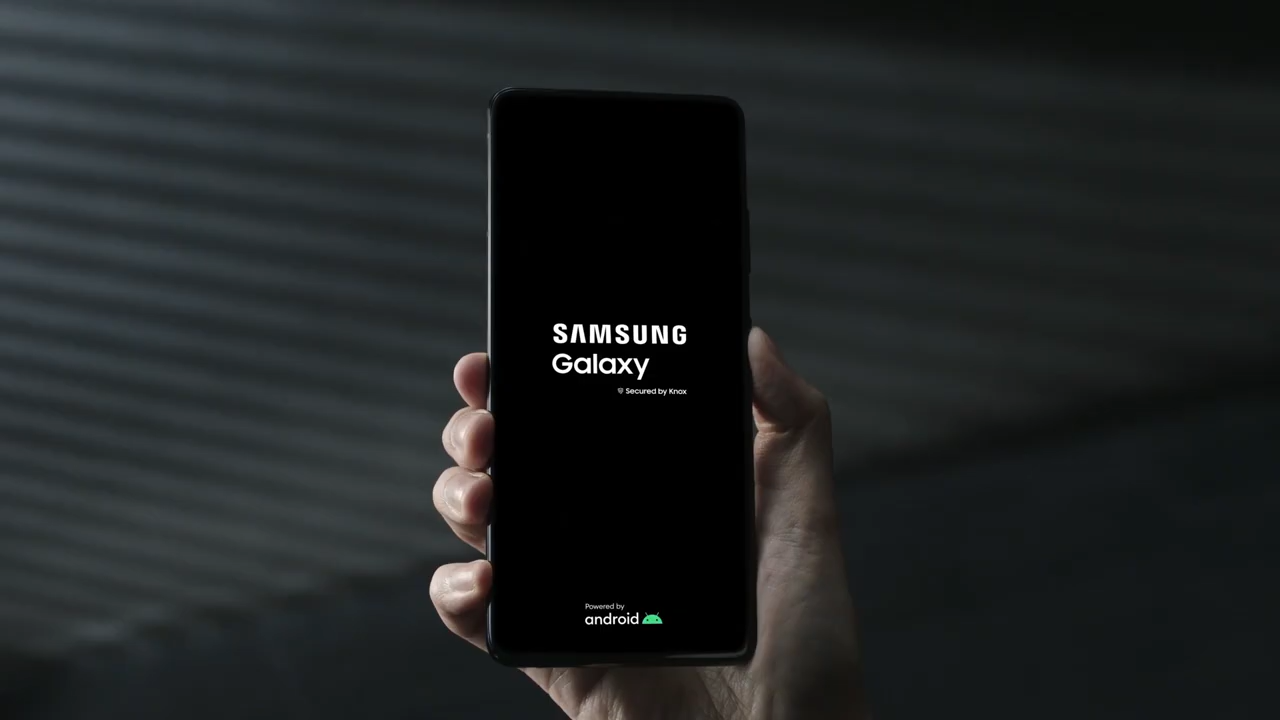 SAMSUNG
Galaxy
Secured by Knox
Powered by
android